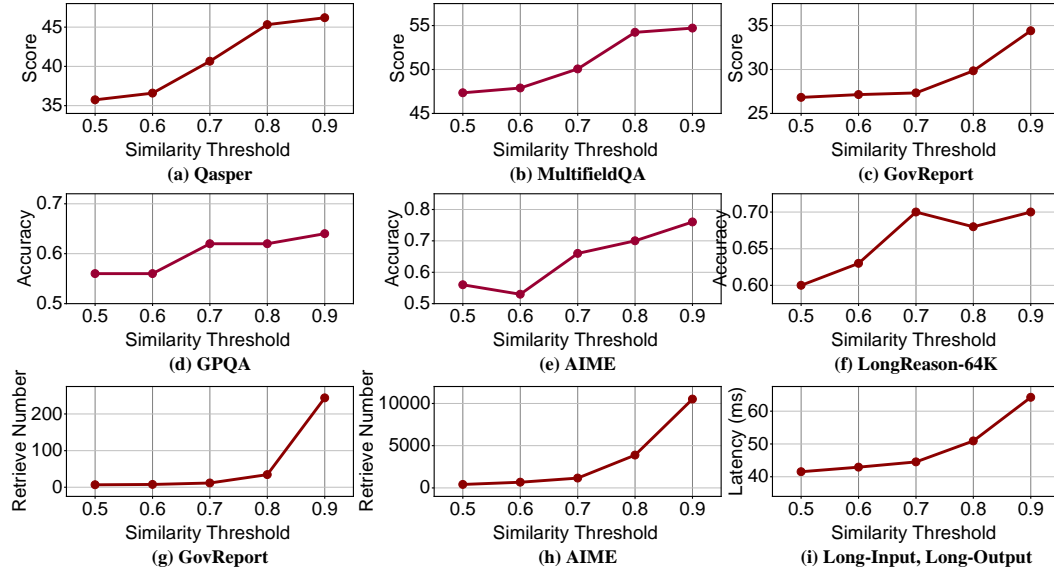 45
40
35
Score
0.5 0.6 0.7 0.8 0.9
Similarity Threshold
(a) Qasper
55
50
45
Score
0.5 0.6 0.7 0.8 0.9
Similarity Threshold
(b) MultifieldQA
35
30
25
Score
0.5 0.6 0.7 0.8 0.9
Similarity Threshold
(c) GovReport
0.7
0.6
0.5
Accuracy
0.5 0.6 0.7 0.8 0.9
Similarity Threshold
(d) GPQA
0.8
0.7
0.6
0.5
Accuracy
0.5 0.6 0.7 0.8 0.9
Similarity Threshold
(e) AIME
0.70
0.65
0.60
Accuracy
0.5 0.6 0.7 0.8 0.9
Similarity Threshold
(f) LongReason-64K
200
100
0
Retrieve Number
0.5 0.6 0.7 0.8 0.9
Similarity Threshold
(g) GovReport
10000
5000
0
Retrieve Number
0.5 0.6 0.7 0.8 0.9
Similarity Threshold
(h) AIME
60
50
40
Latency (ms)
0.5 0.6 0.7 0.8 0.9
Similarity Threshold
(i) Long-Input, Long-Output